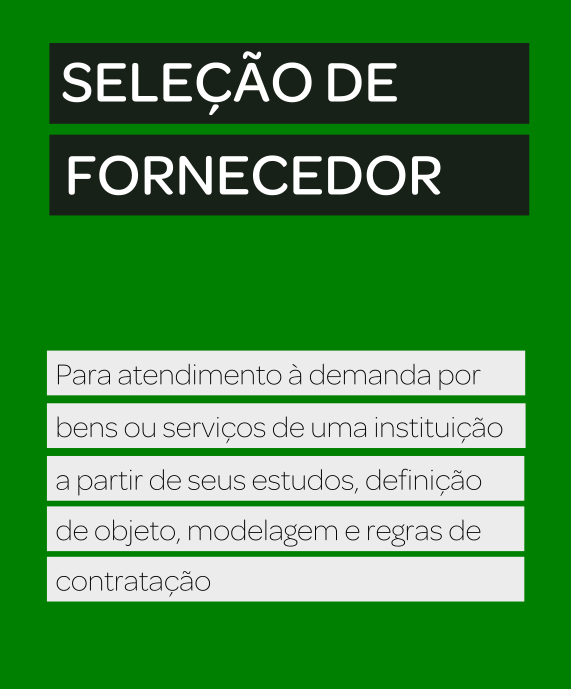 SELEÇÃO DE
FORNECEDOR
Para atendimento à demanda por
bens ou serviços de uma instituição
a partir de seus estudos, definição
de objeto, modelagem e regras de
contratação